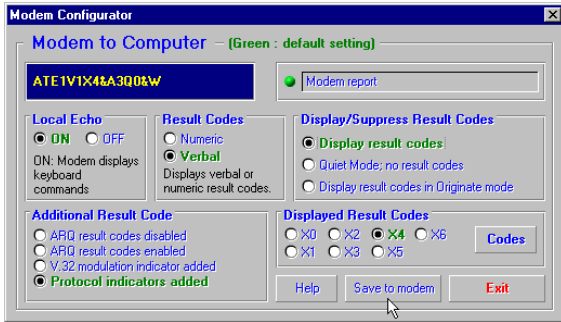 Modem Configurator
Modem to Computer – (Green : default setting)
ATE1V1X4&A3Q0&W
Modem report
Local Echo
ON OFF
ON: Modem displays
keyboard
commands
Result Codes
Numeric
Verbal
Displays verbal or
numeric result codes.
Display/Suppress Result Codes
Display result codes
Quiet Mode; no result codes
Display result codes in Originate mode
Additional Result Code
ARQ result codes disabled
ARQ result codes enabled
V.32 modulation indicator added
Protocol indicators added
Displayed Result Codes
X0 X2 X4 X6
X1 X3 X5
Codes
Help Save to modem Exit